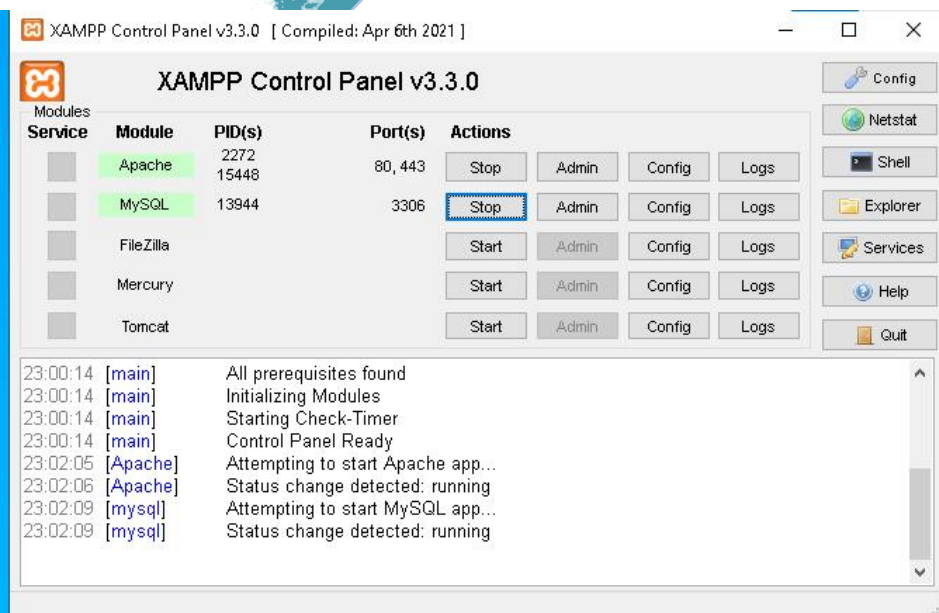 XAMPP Control Panel v3.3.0 [ Compiled: Apr 6th 2021 ]
XAMPP Control Panel v3.3.0
Config
Modules
Service Module PID(s) Port(s) Actions
Netstat
Apache 2272 15448 80, 443 Stop Admin Config Logs
Shell
MySQL 13944 3306 Stop Admin Config Logs
Explorer
FileZilla Start Admin Config Logs
Services
Mercury Start Admin Config Logs
Help
Tomcat Start Admin Config Logs
Quit
23:00:14 [main] All prerequisites found
23:00:14 [main] Initializing Modules
23:00:14 [main] Starting Check-Timer
23:00:14 [main] Control Panel Ready
23:02:05 [Apache] Attempting to start Apache app...
23:02:06 [Apache] Status change detected: running
23:02:09 [mysql] Attempting to start MySQL app...
23:02:09 [mysql] Status change detected: running